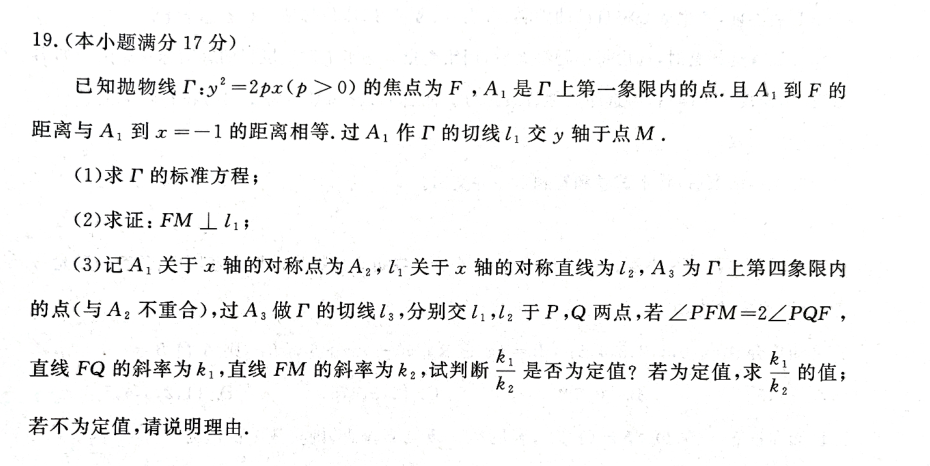 19.(本小题满分 17 分)
已知抛物线 Γ:y²=2px(p>0)的焦点为 F,A₁ 是 Γ 上第一象限内的点.且 A₁ 到 F 的
距离与 A₁ 到 x=-1 的距离相等.过 A₁ 作 Γ 的切线 l₁ 交 y 轴于点 M.
(1)求 Γ 的标准方程;
(2)求证:FM⊥l₁;
(3)记 A₁ 关于 x 轴的对称点为 A₂,l₁ 关于 x 轴的对称直线为 l₂,A₃ 为 Γ 上第四象限内
的点(与 A₂ 不重合),过 A₃ 做 Γ 的切线 l₃,分别交 l₁,l₂ 于 P,Q 两点,若∠PFM=2∠PQF,
直线 FQ 的斜率为 k₁,直线 FM 的斜率为 k₂,试判断 k₁/k₂ 是否为定值?若为定值,求 k₁/k₂ 的值;
若不为定值,请说明理由.